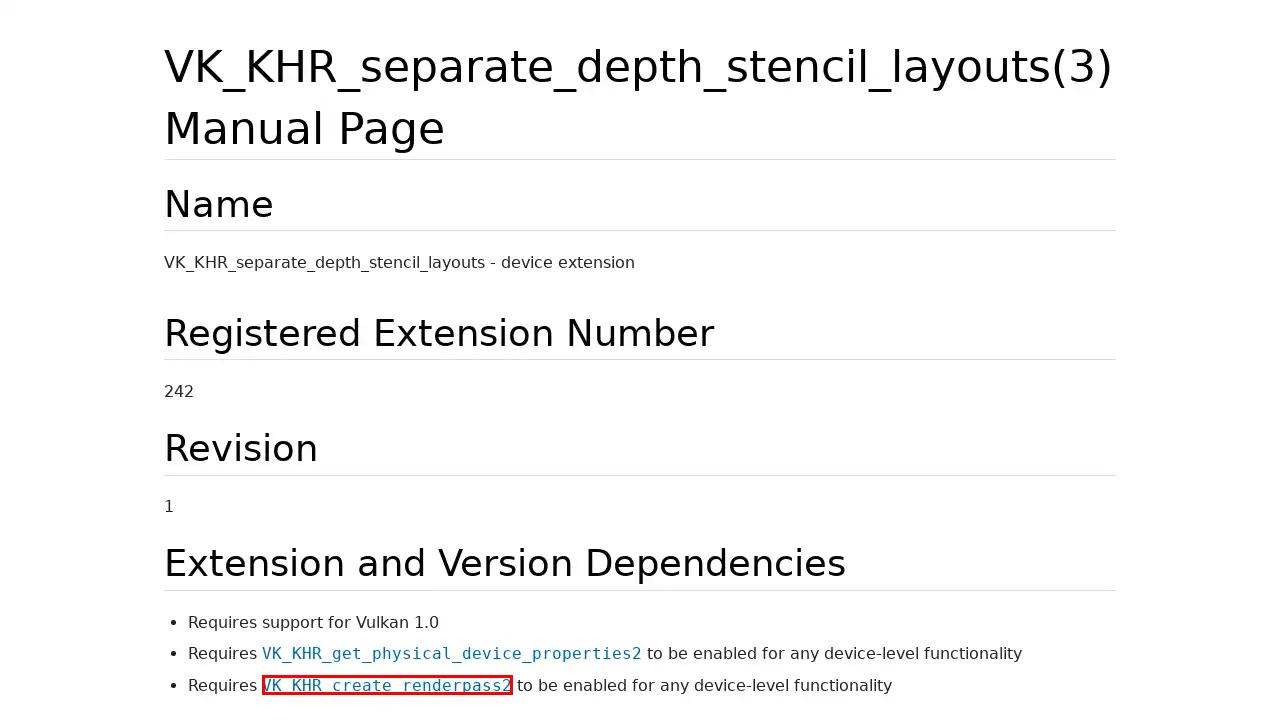 VK_KHR_separate_depth_stencil_layouts(3)
Manual Page
Name
VK_KHR_separate_depth_stencil_layouts - device extension
Registered Extension Number
242
Revision
1
Extension and Version Dependencies
• Requires support for Vulkan 1.0
• Requires VK_KHR_get_physical_device_properties2 to be enabled for any device-level functionality
• Requires VK_KHR_create_renderpass2 to be enabled for any device-level functionality